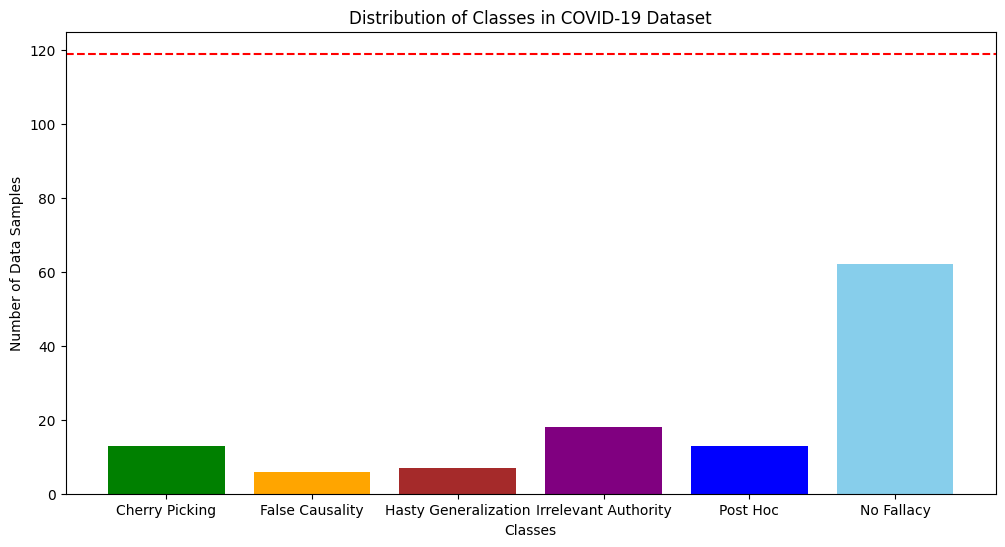 Distribution of Classes in COVID-19 Dataset
120
100
80
60
40
20
0
Number of Data Samples
Cherry Picking False Causality Hasty Generalization Irrelevant Authority Post Hoc No Fallacy
Classes